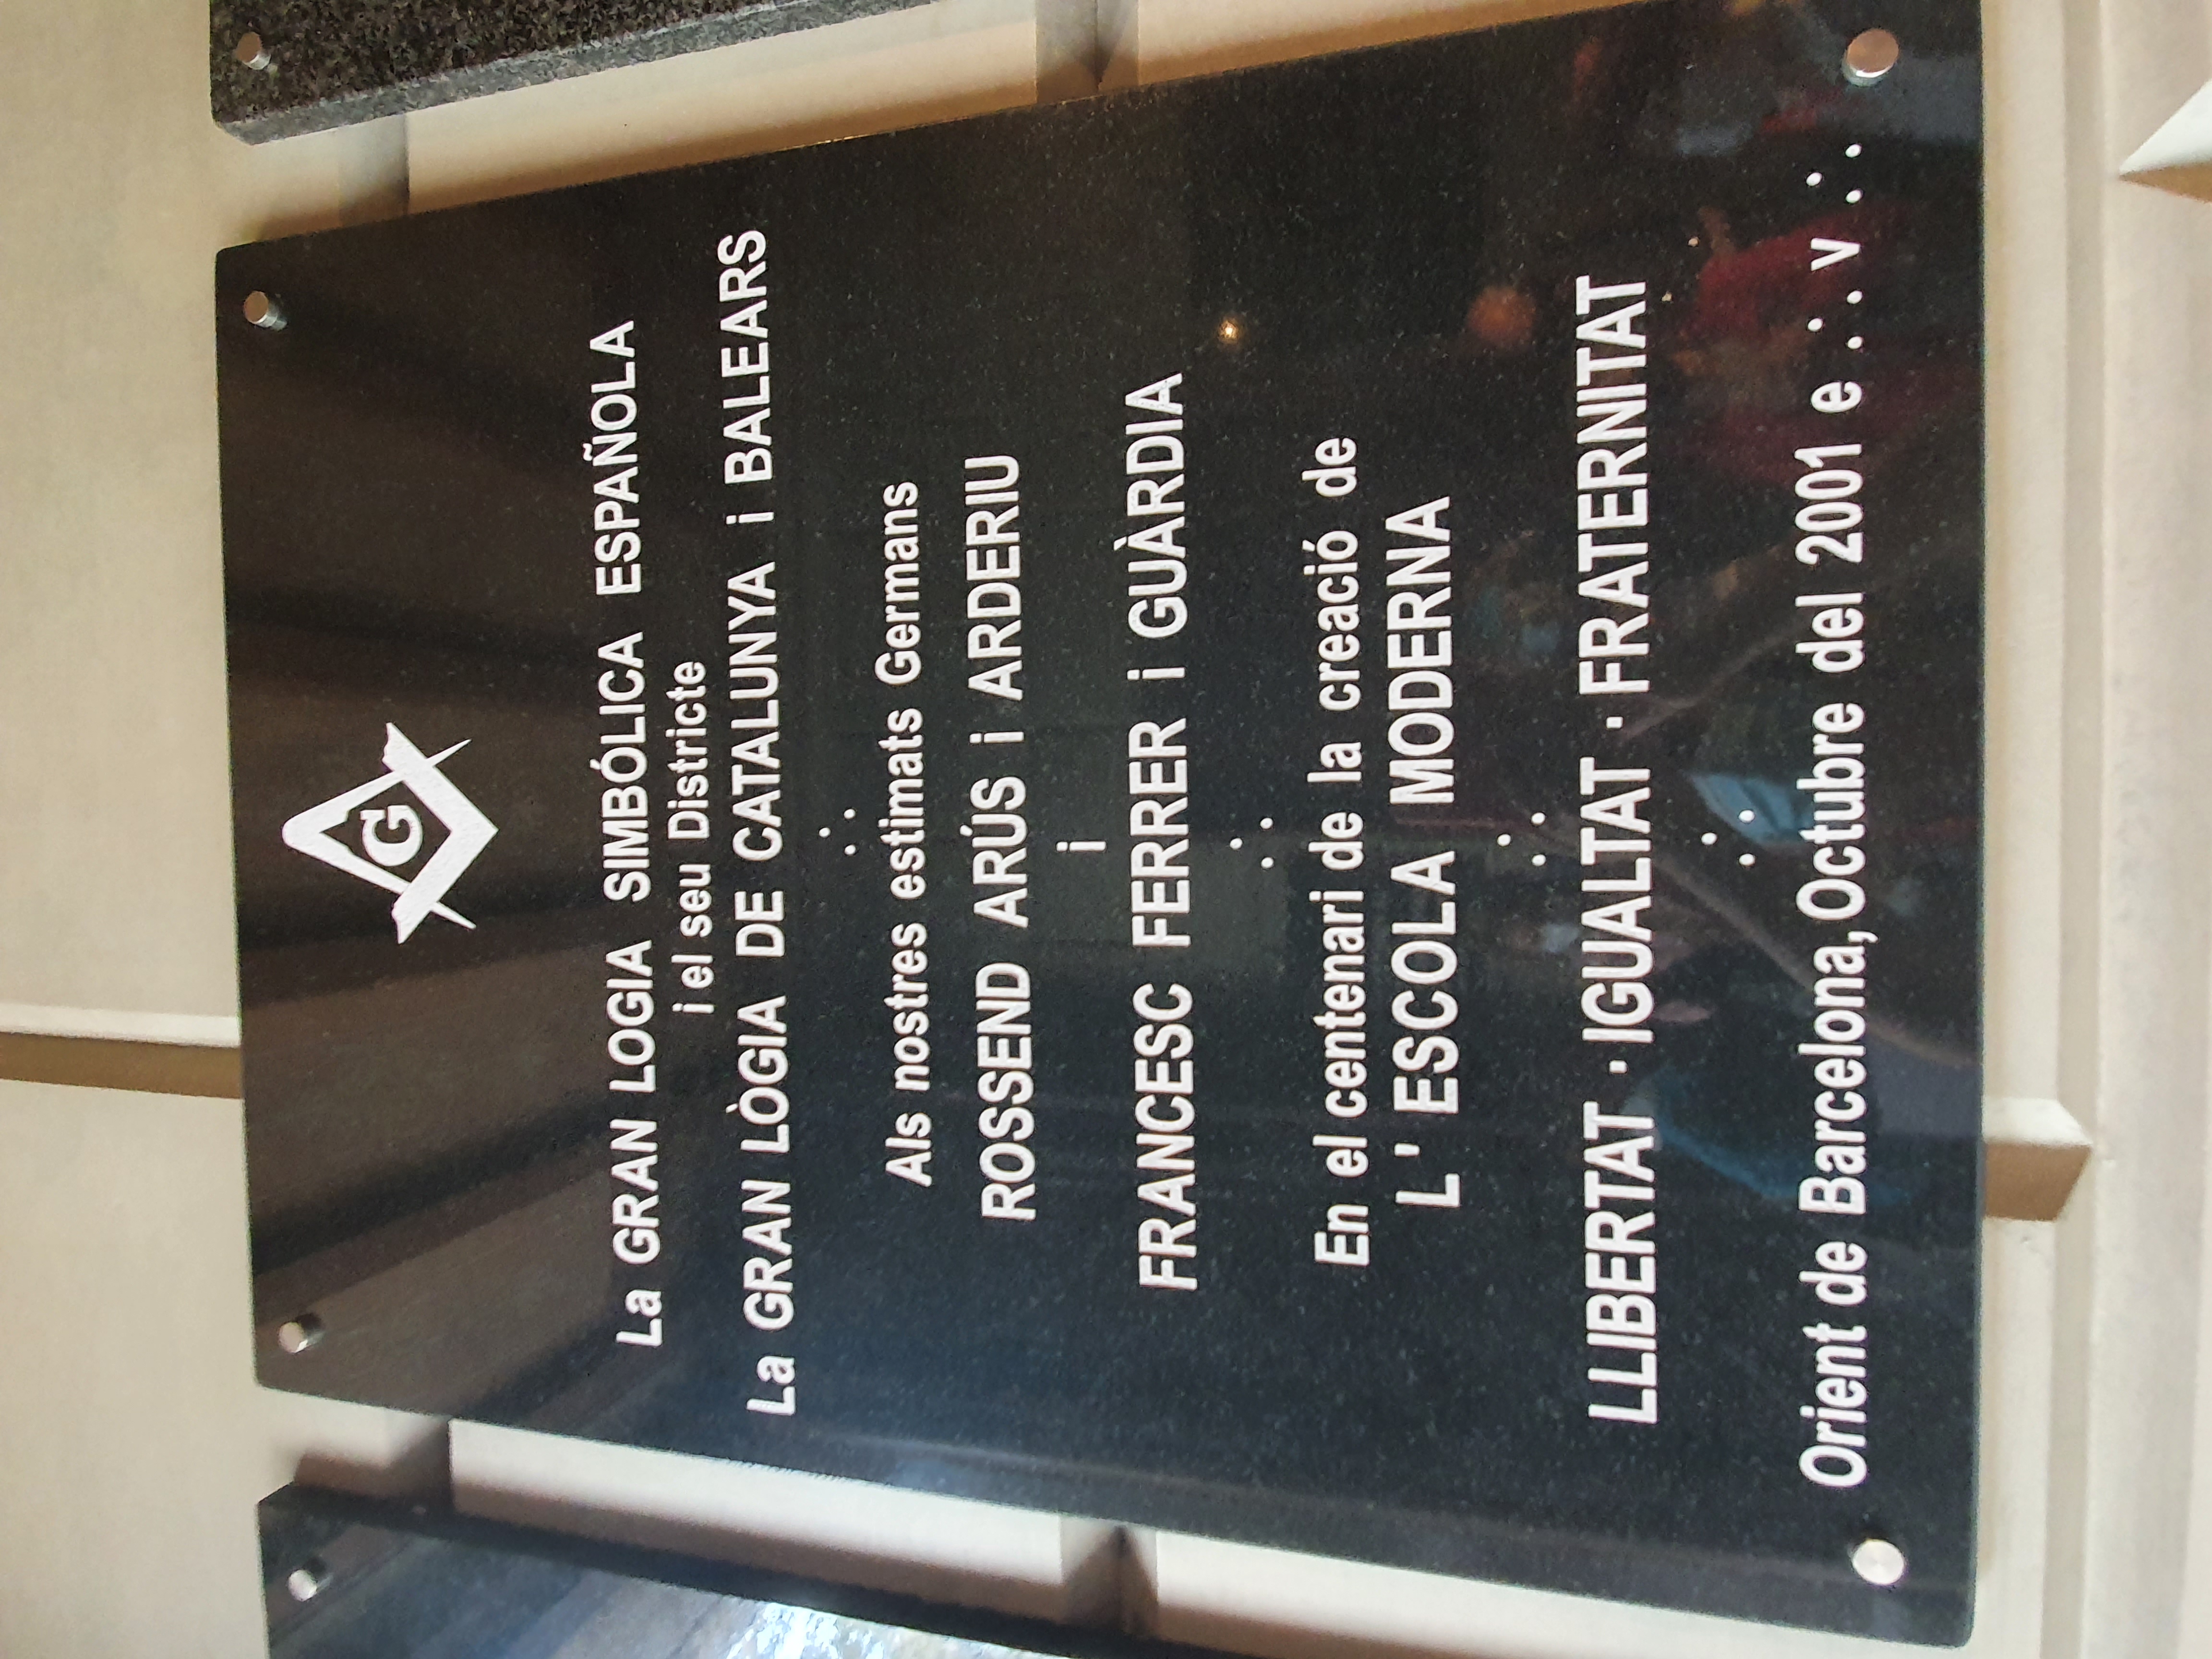 G
La GRAN LOGIA SIMBÓLICA ESPAÑOLA
i el seu Districte
La GRAN LÒGIA DE CATALUNYA i BALEARS
∴
Als nostres estimats Germans
ROSSEND ARÚS i ARDERIU
i
FRANCESC FERRER i GUÀRDIA
∴
En el centenari de la creació de
L'ESCOLA MODERNA
∴
LLIBERTAT · IGUALTAT · FRATERNITAT
∴
Orient de Barcelona, Octubre del 2001 e∴ v∴